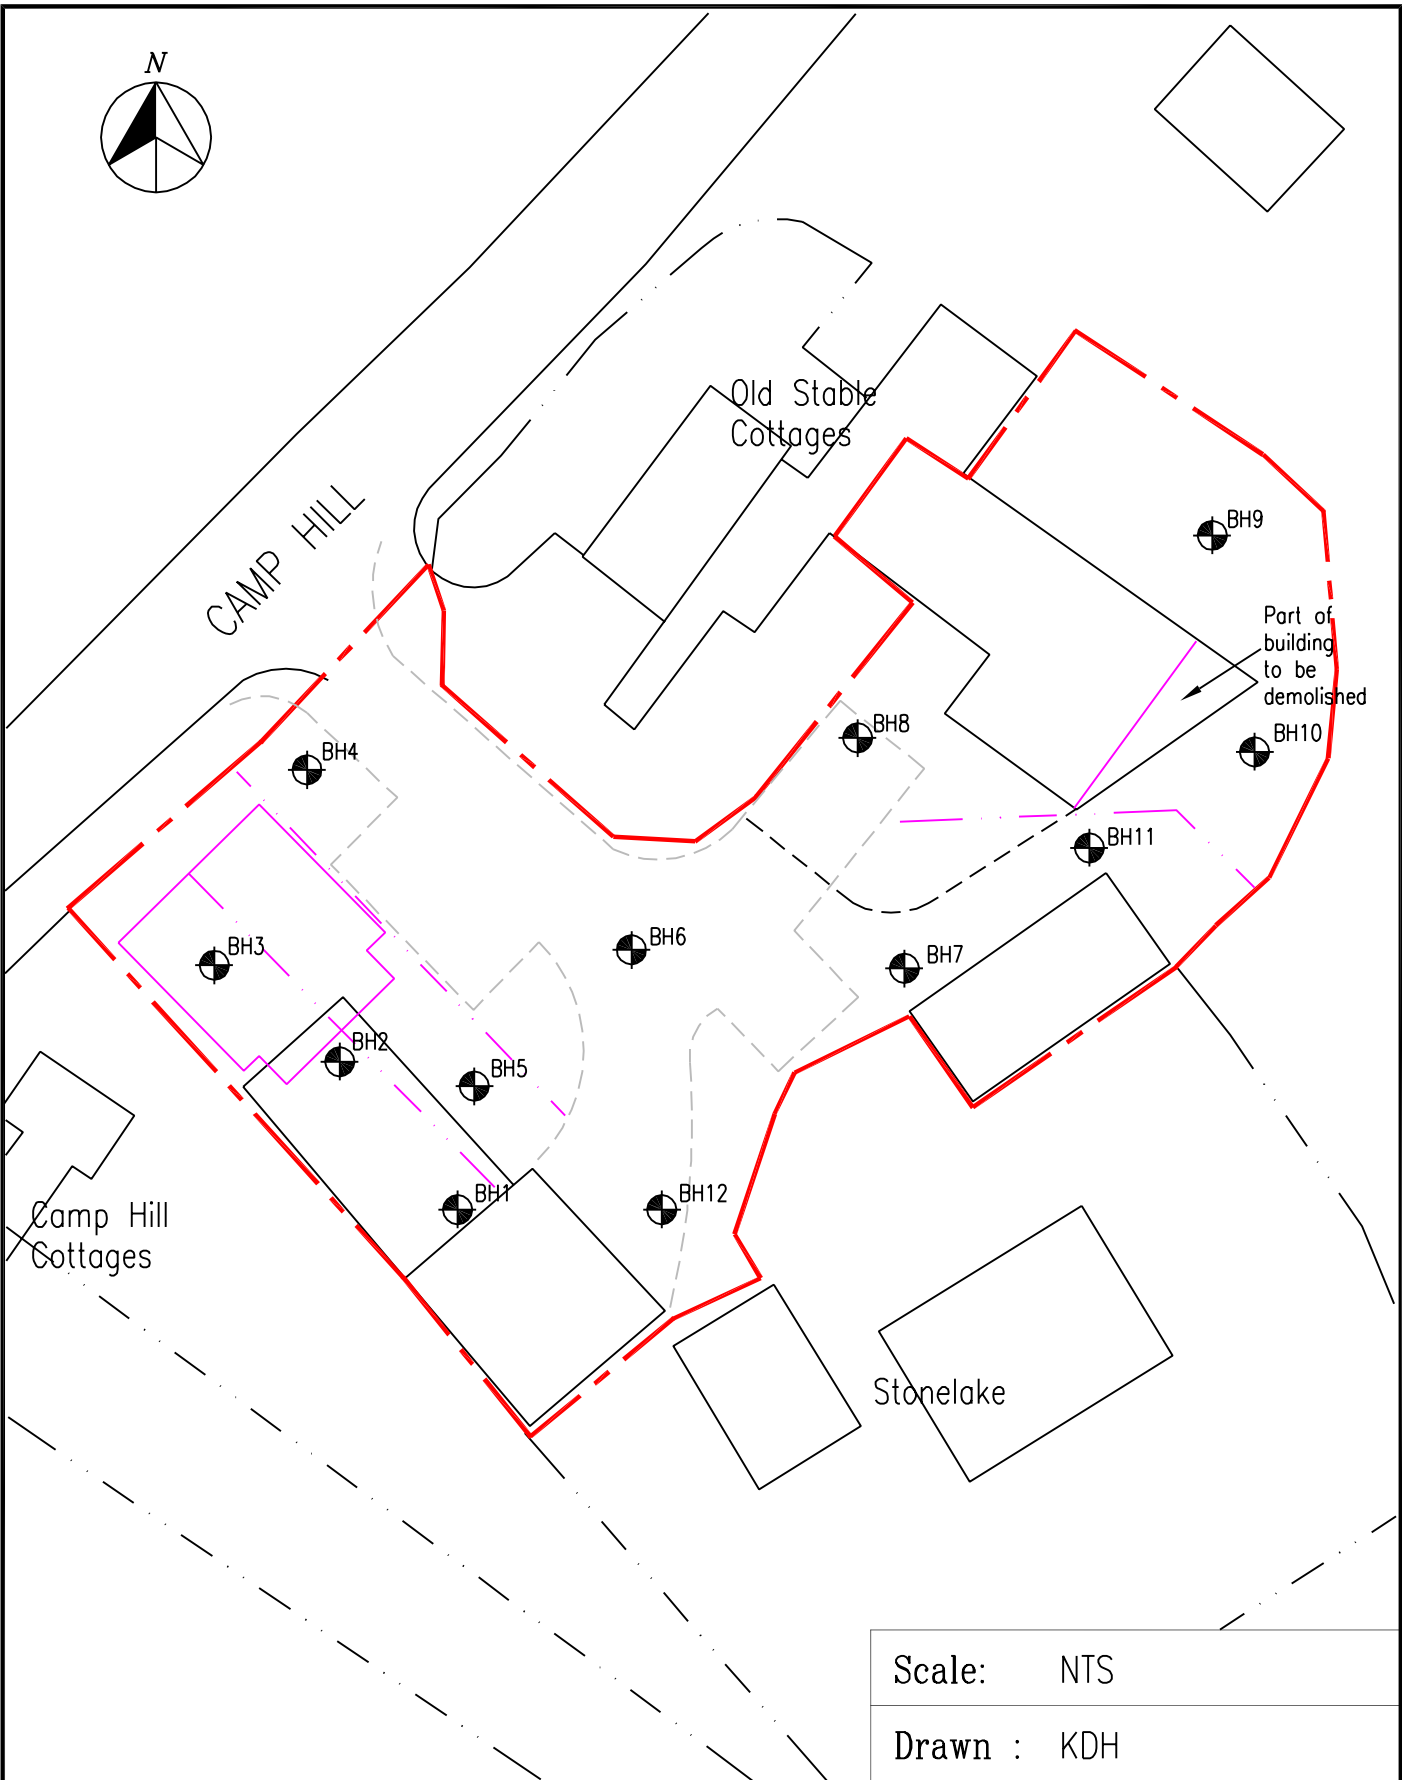 N
Old Stable
Cottages
CAMP HILL
BH9
Part of
building
to be
demolished
BH8
BH10
BH4
BH11
BH6
BH3
BH7
BH2
BH5
BH1
BH12
Camp Hill
Cottages
Stonelake
Scale: NTS
Drawn : KDH